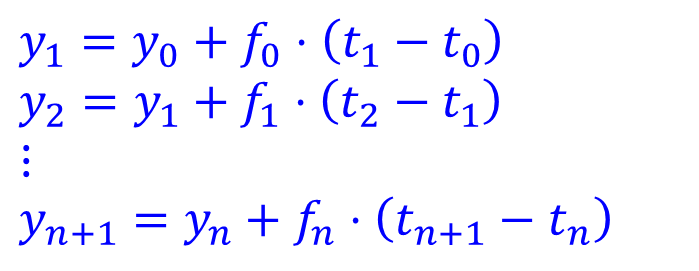 y₁ = y₀ + f₀ · (t₁ − t₀)
y₂ = y₁ + f₁ · (t₂ − t₁)
⋮
yₙ₊₁ = yₙ + fₙ · (tₙ₊₁ − tₙ)